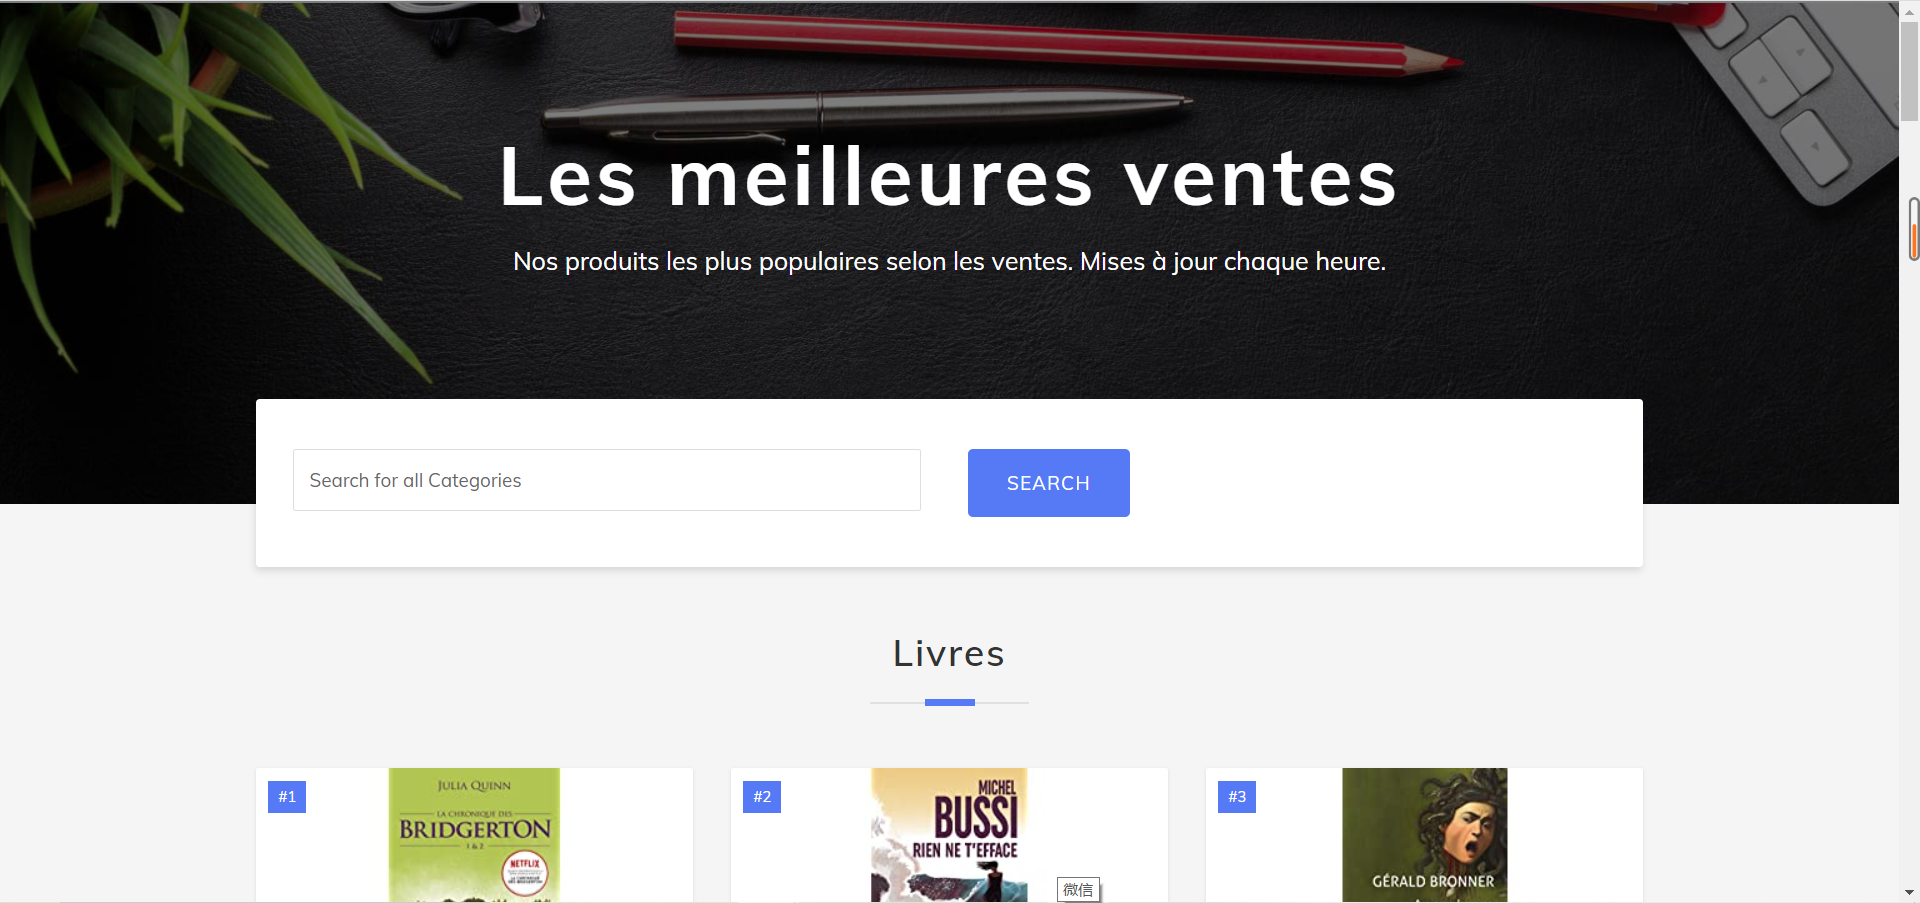 Les meilleures ventes
Nos produits les plus populaires selon les ventes. Mises à jour chaque heure.
Search for all Categories
SEARCH
Livres
#1
JULIA QUINN
LA CHRONIQUE DES
BRIDGERTON
1 & 2
NETFLIX
#2
MICHEL
BUSSI
RIEN NE T'EFFACE
微信
#3
GÉRALD BRONNER